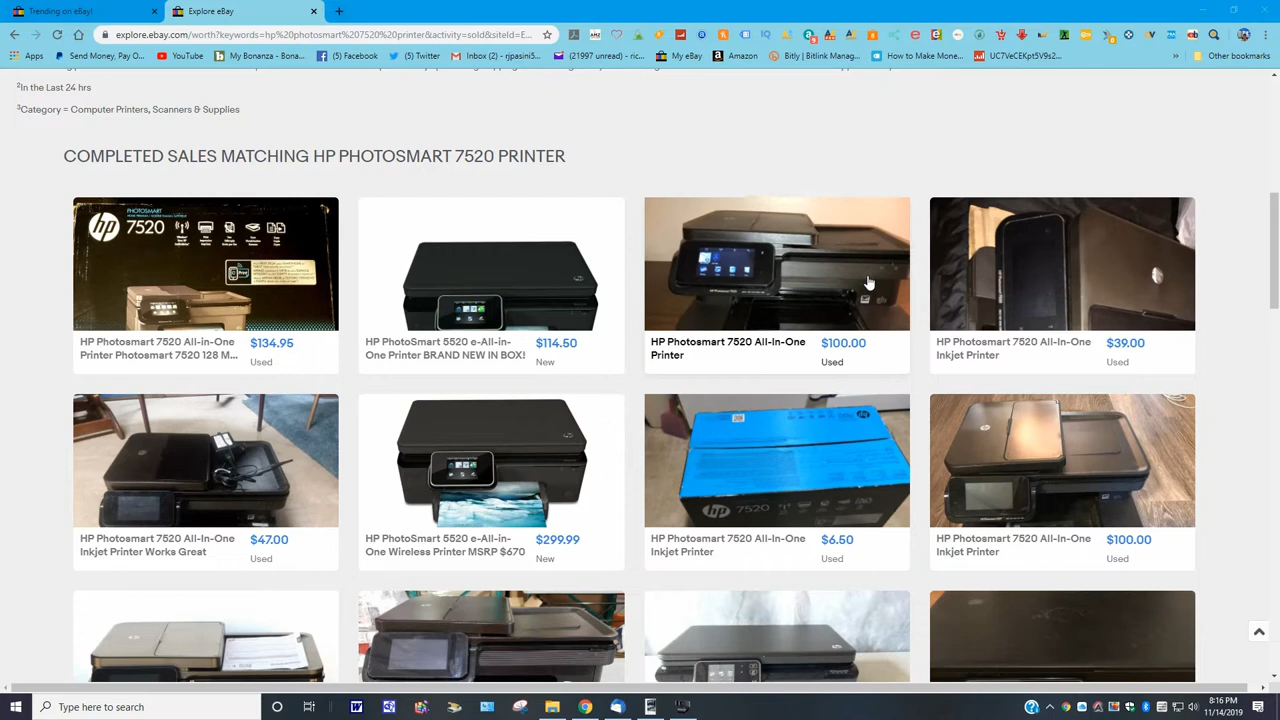 Trending on eBay!
Explore eBay
explore.ebay.com/worth?keywords=hp%20photosmart%207520%20printer&activity=sold&siteId=E...
Apps
Send Money, Pay O...
YouTube
My Bonanza - Bona...
(3) Facebook
(1) Twitter
Inbox (2) - rjpasini5...
(21997 unread) - ric...
My eBay
Amazon
Bitly | Bitlink Manag...
How to Make Mone...
UC7VeCEKpt5V9s2...
Other bookmarks
²In the Last 24 hrs
³Category = Computer Printers, Scanners & Supplies
COMPLETED SALES MATCHING HP PHOTOSMART 7520 PRINTER
PHOTOSMART
hp 7520
HP Photosmart 7520 All-in-One
Printer Photosmart 7520 128 M...
$134.95
Used
HP PhotoSmart 5520 e-All-in-
One Printer BRAND NEW IN BOX!
$114.50
New
HP Photosmart 7520 All-In-One
Printer
$100.00
Used
HP Photosmart 7520 All-In-One
Inkjet Printer
$39.00
Used
HP Photosmart 7520 All-In-One
Inkjet Printer Works Great
$47.00
Used
HP PhotoSmart 5520 e-All-in-
One Wireless Printer MSRP $670
$299.99
New
hp 7520
HP Photosmart 7520 All-In-One
Inkjet Printer
$6.50
Used
HP Photosmart 7520 All-In-One
Inkjet Printer
$100.00
Used
Type here to search
8:16 PM
11/14/2019